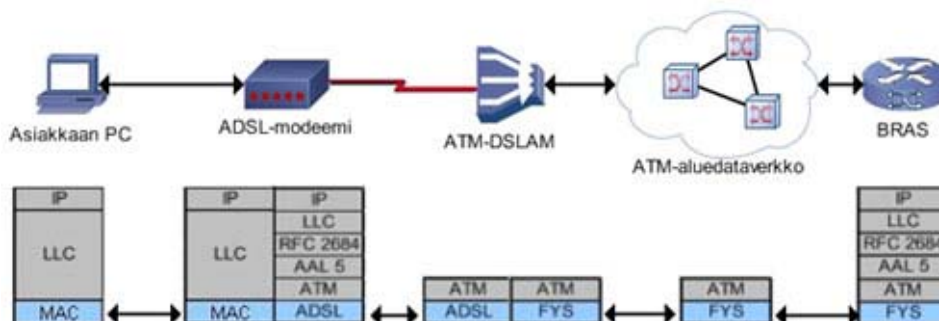 Asiakkaan PC
ADSL-modeemi
ATM-DSLAM
ATM-aluedataverkko
BRAS
IP
LLC
MAC
IP
LLC
MAC
IP
LLC
RFC 2684
AAL 5
ATM
ADSL
ATM
ADSL
ATM
FYS
ATM
FYS
IP
LLC
RFC 2684
AAL 5
ATM
FYS